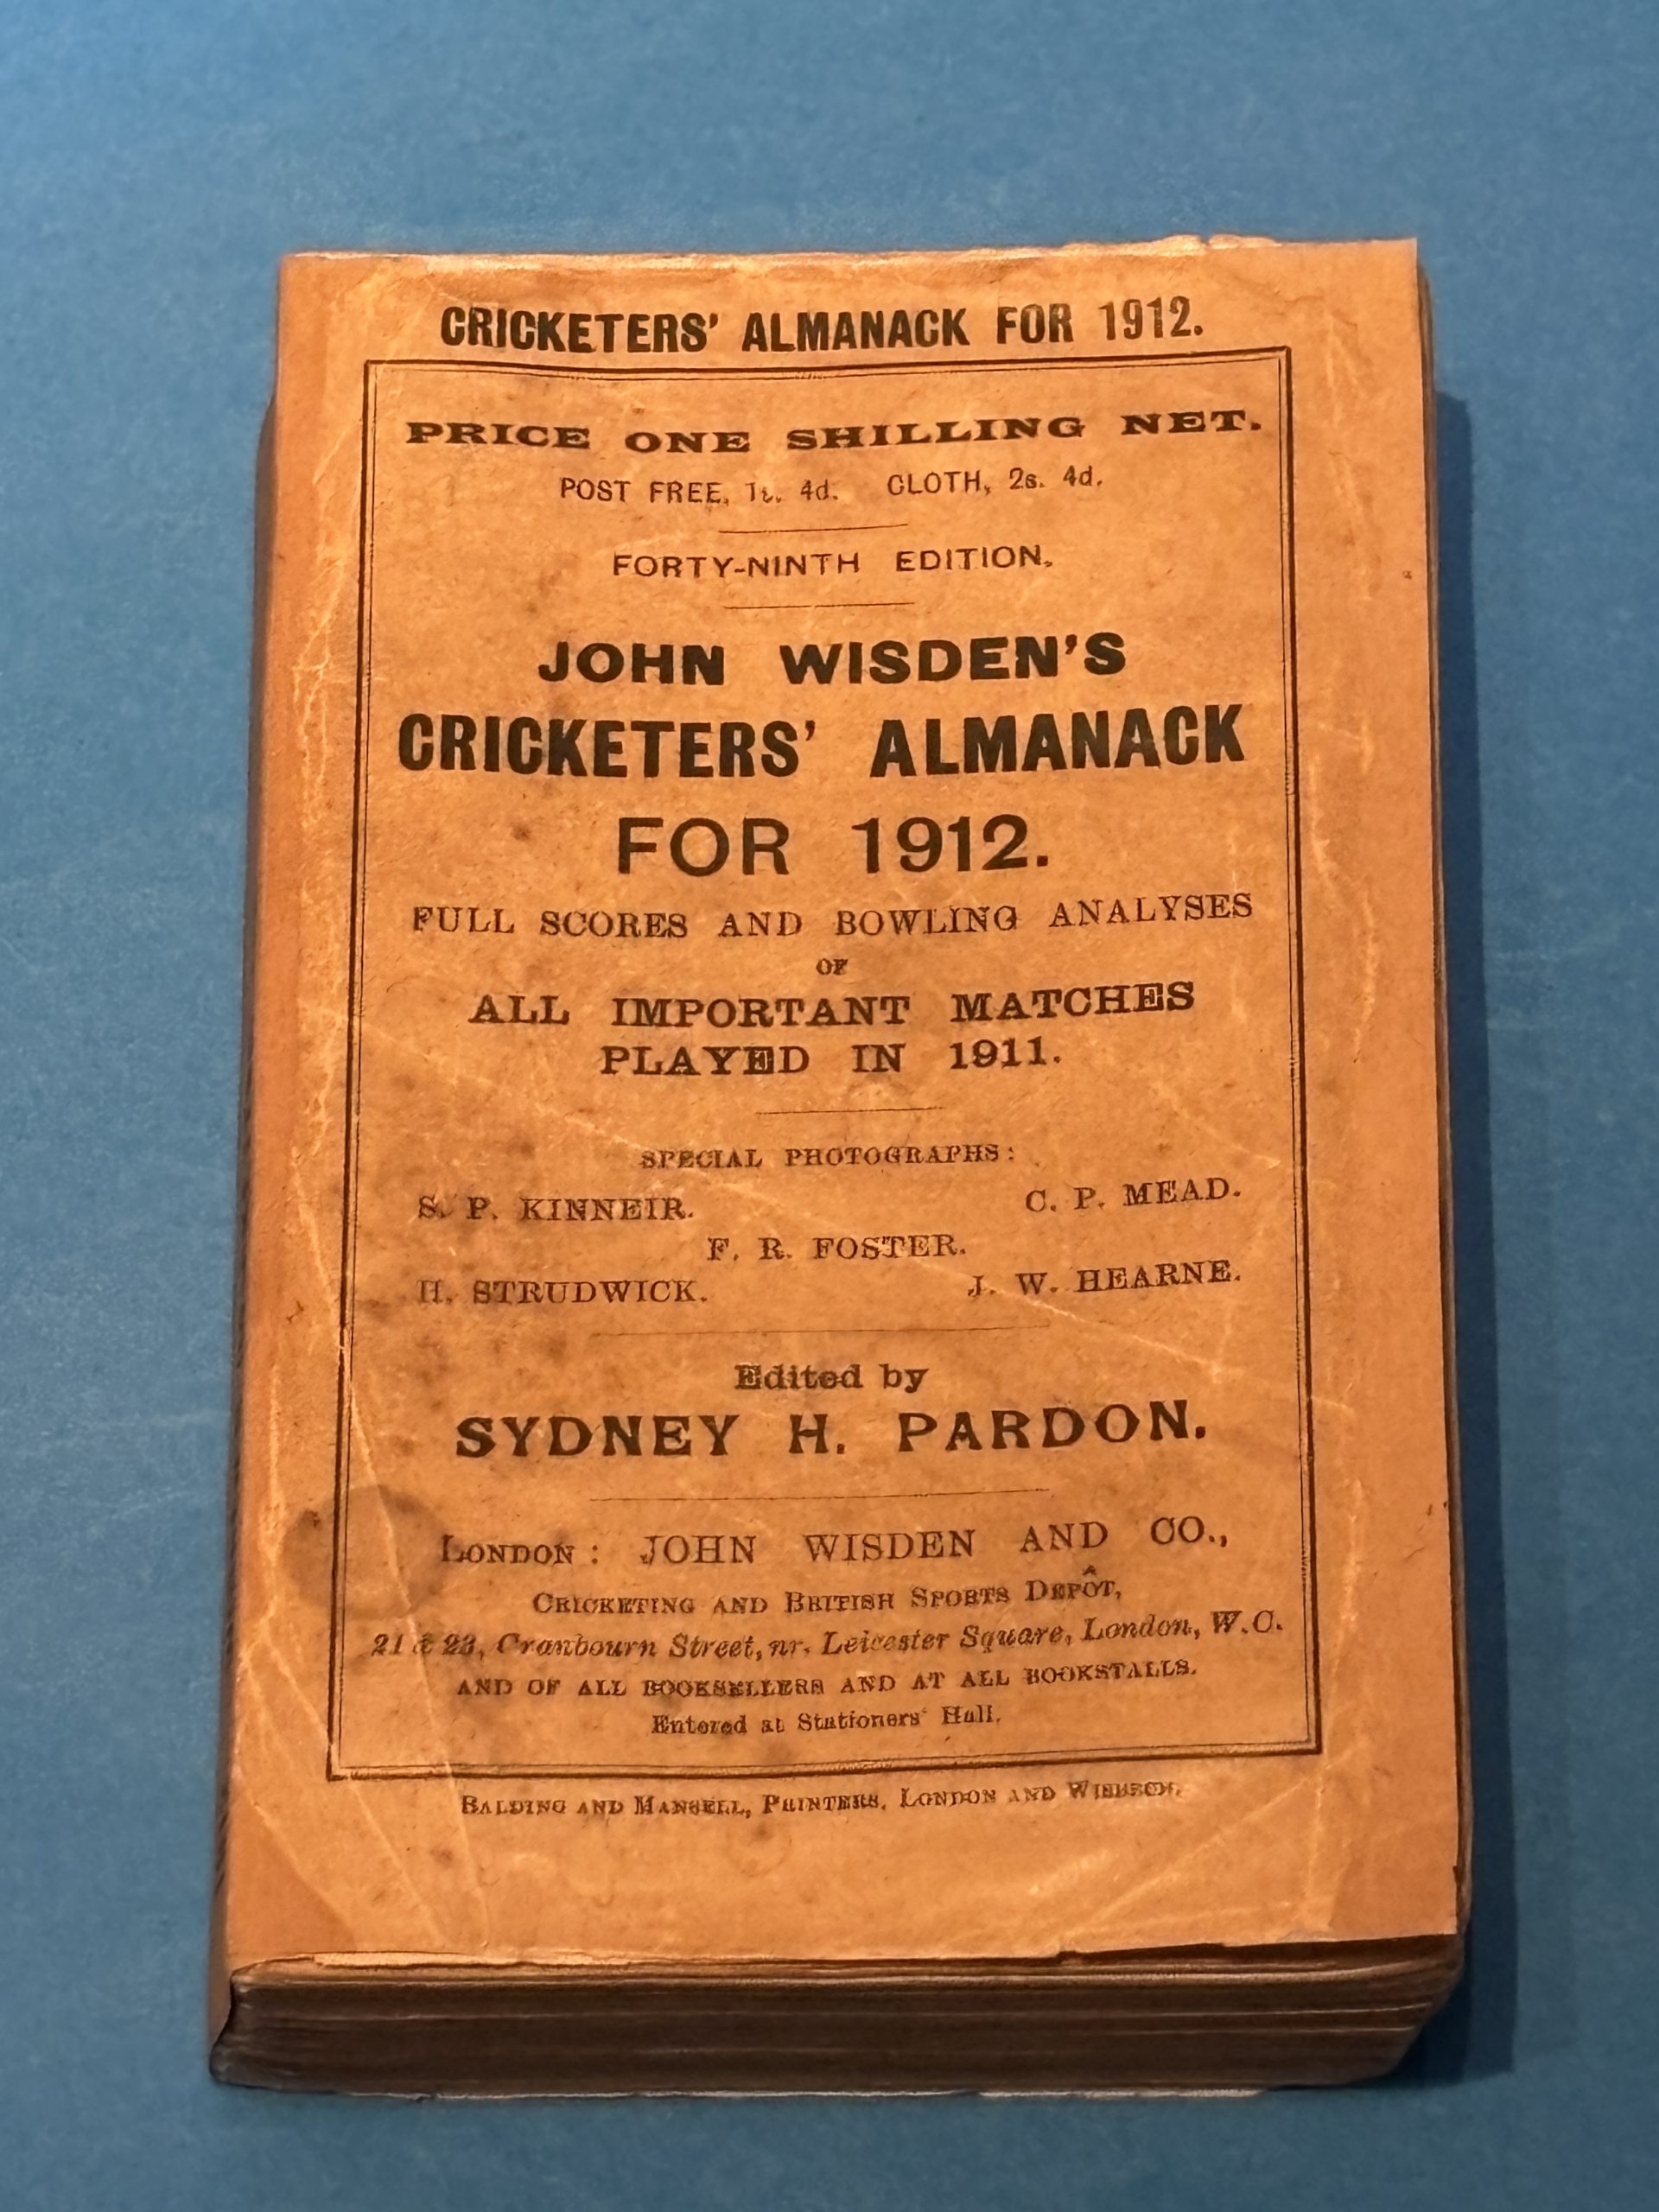 CRICKETERS' ALMANACK FOR 1912.
PRICE ONE SHILLING NET.
POST FREE, 1s. 4d. CLOTH, 2s. 4d.
FORTY-NINTH EDITION.
JOHN WISDEN'S
CRICKETERS' ALMANACK
FOR 1912.
FULL SCORES AND BOWLING ANALYSES
OF
ALL IMPORTANT MATCHES
PLAYED IN 1911.
SPECIAL PHOTOGRAPHS:
S. P. KINNEIR. C. P. MEAD.
F. R. FOSTER.
H. STRUDWICK. J. W. HEARNE.
Edited by
SYDNEY H. PARDON.
LONDON: JOHN WISDEN AND CO.,
CRICKETING AND BRITISH SPORTS DEPÔT,
21 & 23, Cranbourn Street, nr. Leicester Square, London, W.C.
AND OF ALL BOOKSELLERS AND AT ALL BOOKSTALLS.
Entered at Stationers' Hall.
BALDING AND MANSELL, PRINTERS, LONDON AND WISBECH.